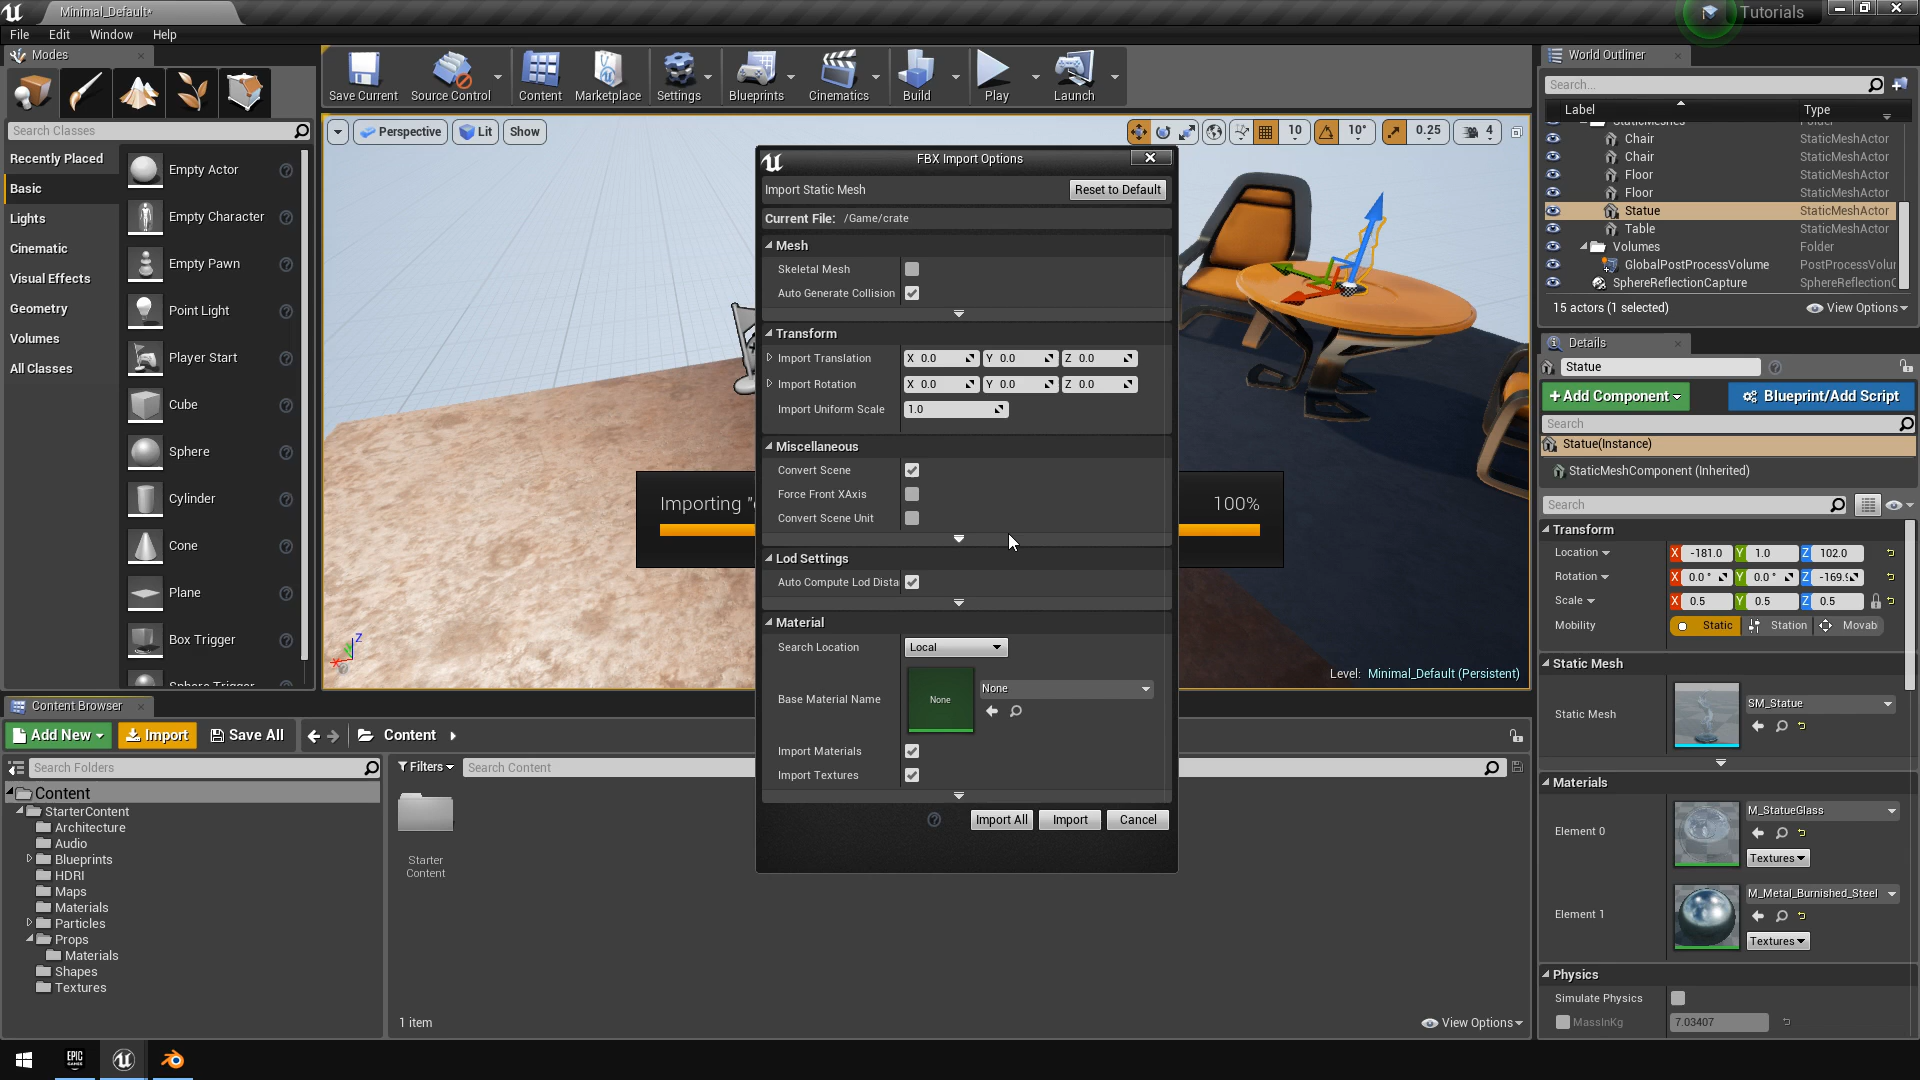 Minimal_Default*
Tutorials
File Edit Window Help
Modes
Search Classes
Recently Placed
Basic
Lights
Cinematic
Visual Effects
Geometry
Volumes
All Classes
Empty Actor
Empty Character
Empty Pawn
Point Light
Player Start
Cube
Sphere
Cylinder
Cone
Plane
Box Trigger
Sphere Trigger
Save Current
Source Control
Content
Marketplace
Settings
Blueprints
Cinematics
Build
Play
Launch
Perspective
Lit
Show
10
10°
0.25
4
Importing "
100%
Level: Minimal_Default (Persistent)
FBX Import Options
Import Static Mesh
Reset to Default
Current File: /Game/crate
Mesh
Skeletal Mesh
Auto Generate Collision
Transform
Import Translation X 0.0 Y 0.0 Z 0.0
Import Rotation X 0.0 Y 0.0 Z 0.0
Import Uniform Scale 1.0
Miscellaneous
Convert Scene
Force Front XAxis
Convert Scene Unit
Lod Settings
Auto Compute Lod Dista
Material
Search Location Local
Base Material Name None None
Import Materials
Import Textures
Import All Import Cancel
World Outliner
Search...
Label Type
StaticMeshes Folder
Chair StaticMeshActor
Chair StaticMeshActor
Floor StaticMeshActor
Floor StaticMeshActor
Statue StaticMeshActor
Table StaticMeshActor
Volumes Folder
GlobalPostProcessVolume PostProcessVolur
SphereReflectionCapture SphereReflectionC
15 actors (1 selected) View Options
Details
Statue
Add Component
Blueprint/Add Script
Search
Statue(Instance)
StaticMeshComponent (Inherited)
Search
Transform
Location X -181.0 Y 1.0 Z 102.0
Rotation X 0.0 ° Y 0.0 ° Z -169.9
Scale X 0.5 Y 0.5 Z 0.5
Mobility Static Station Movab
Static Mesh
Static Mesh SM_Statue
Materials
Element 0 M_StatueGlass
Textures
Element 1 M_Metal_Burnished_Steel
Textures
Physics
Simulate Physics
MassInKg 7.03407
Content Browser
Add New Import Save All Content
Search Folders
Content
StarterContent
Architecture
Audio
Blueprints
HDRI
Maps
Materials
Particles
Props
Materials
Shapes
Textures
Filters Search Content
Starter
Content
1 item View Options
EPIC
GAMES